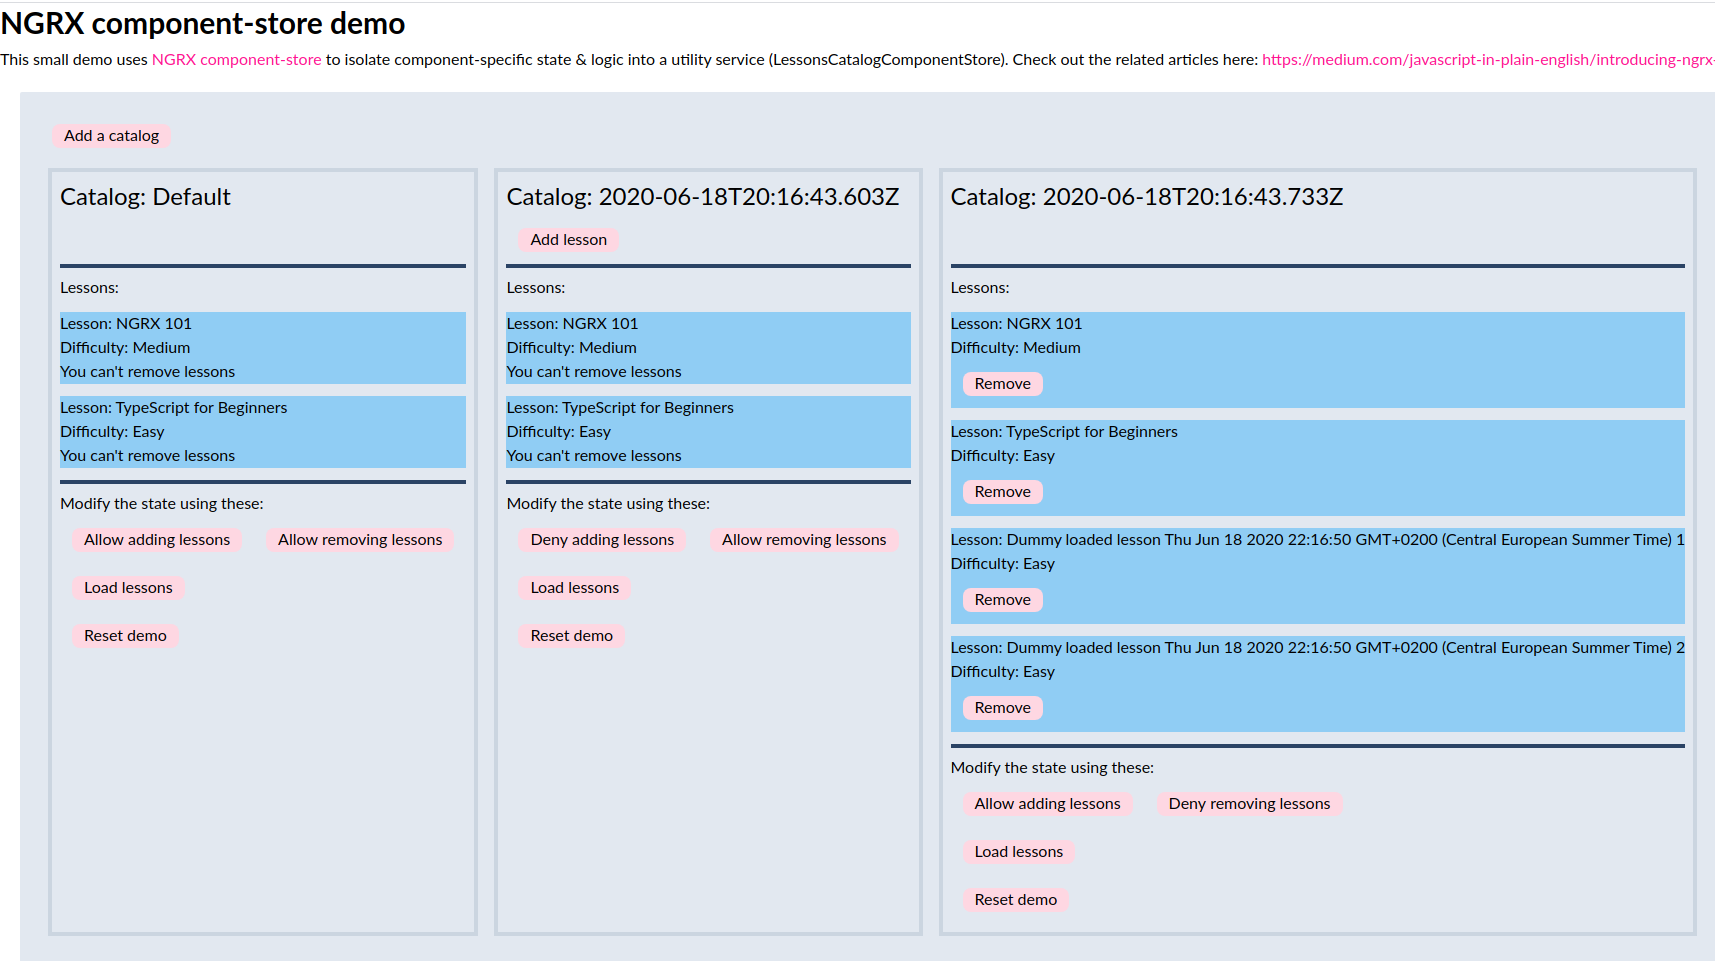 NGRX component-store demo
This small demo uses NGRX component-store to isolate component-specific state & logic into a utility service (LessonsCatalogComponentStore). Check out the related articles here: https://medium.com/javascript-in-plain-english/introducing-ngrx-
Add a catalog
Catalog: Default
Lessons:
Lesson: NGRX 101
Difficulty: Medium
You can't remove lessons
Lesson: TypeScript for Beginners
Difficulty: Easy
You can't remove lessons
Modify the state using these:
Allow adding lessons Allow removing lessons
Load lessons
Reset demo
Catalog: 2020-06-18T20:16:43.603Z
Add lesson
Lessons:
Lesson: NGRX 101
Difficulty: Medium
You can't remove lessons
Lesson: TypeScript for Beginners
Difficulty: Easy
You can't remove lessons
Modify the state using these:
Deny adding lessons Allow removing lessons
Load lessons
Reset demo
Catalog: 2020-06-18T20:16:43.733Z
Lessons:
Lesson: NGRX 101
Difficulty: Medium
Remove
Lesson: TypeScript for Beginners
Difficulty: Easy
Remove
Lesson: Dummy loaded lesson Thu Jun 18 2020 22:16:50 GMT+0200 (Central European Summer Time) 1
Difficulty: Easy
Remove
Lesson: Dummy loaded lesson Thu Jun 18 2020 22:16:50 GMT+0200 (Central European Summer Time) 2
Difficulty: Easy
Remove
Modify the state using these:
Allow adding lessons Deny removing lessons
Load lessons
Reset demo